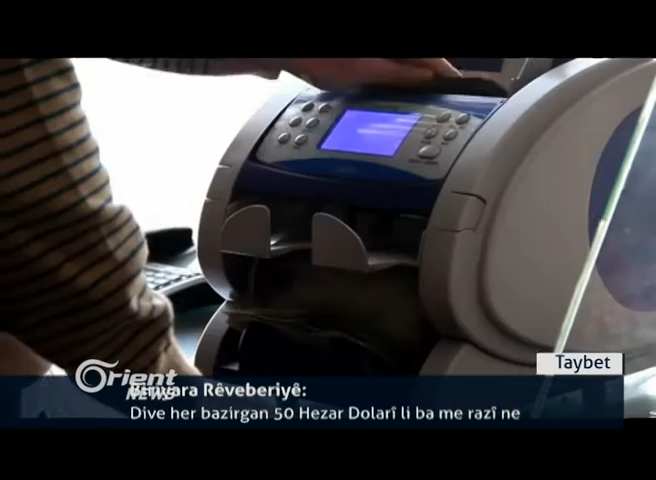 Taybet
Orient
NEWS
Rêveberiyê:
Dive her bazirgan 50 Hezar Dolarî li ba me razî ne